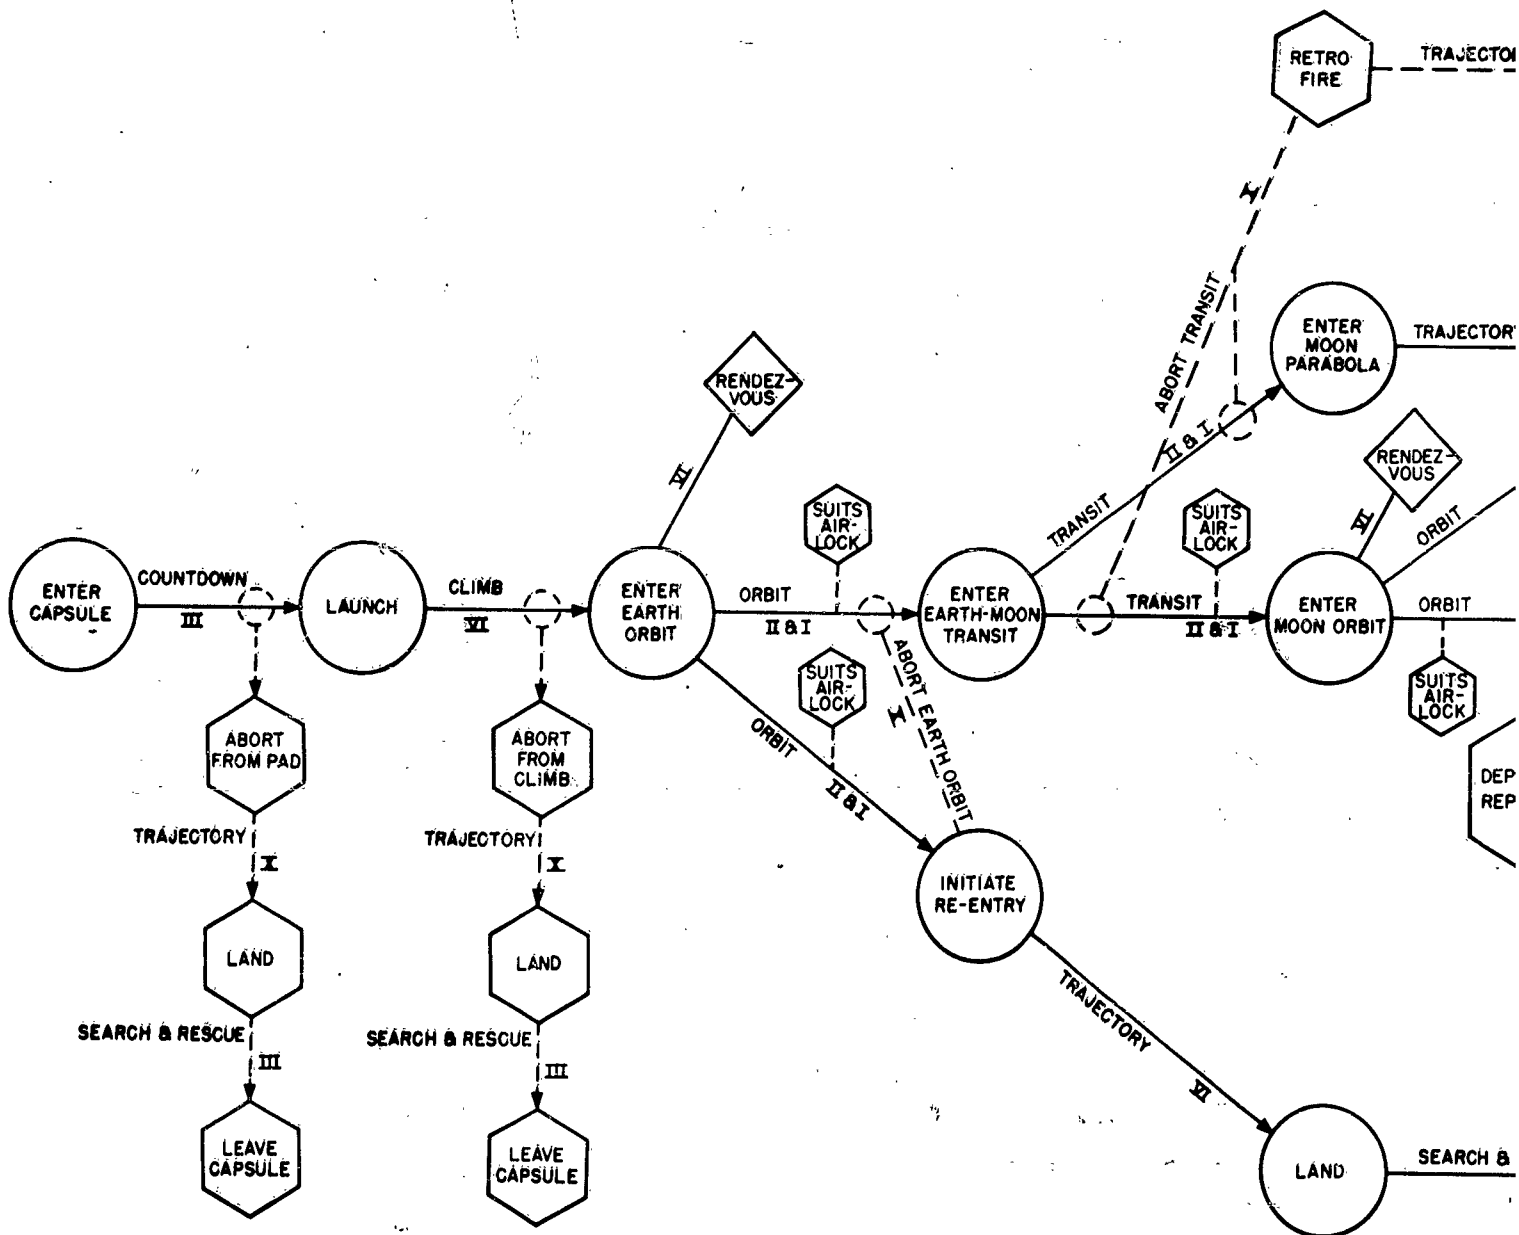 RETRO
FIRE
TRAJECTO
I
ABORT TRANSIT
ENTER
MOON
PARABOLA
TRAJECTOR
RENDEZ-
VOUS
VI
TRANSIT
II & I
RENDEZ-
VOUS
VI
ORBIT
SUITS
AIR-
LOCK
SUITS
AIR-
LOCK
ENTER
CAPSULE
COUNTDOWN
III
LAUNCH
CLIMB
VI
ENTER
EARTH
ORBIT
ORBIT
II & I
ENTER
EARTH-MOON
TRANSIT
TRANSIT
II & I
ENTER
MOON ORBIT
ORBIT
SUITS
AIR-
LOCK
SUITS
AIR-
LOCK
ABORT EARTH ORBIT
ORBIT
II & I
ABORT
FROM PAD
ABORT
FROM
CLIMB
DEP
REP
TRAJECTORY
TRAJECTORY
INITIATE
RE-ENTRY
LAND
LAND
TRAJECTORY
VI
SEARCH & RESCUE
III
SEARCH & RESCUE
III
LEAVE
CAPSULE
LEAVE
CAPSULE
LAND
SEARCH &